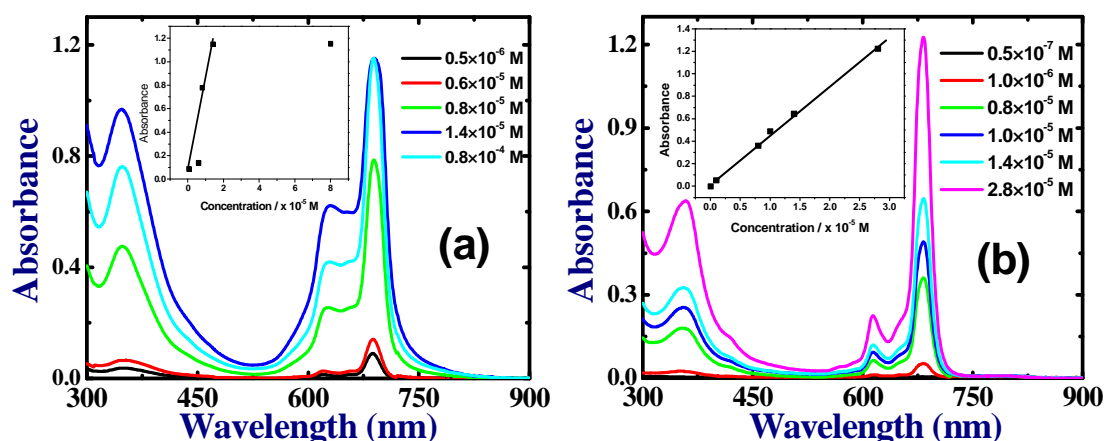 1.2
0.8
0.4
0.0
Absorbance
300
450
600
750
900
Wavelength (nm)
(a)
0.5×10⁻⁶ M
0.6×10⁻⁵ M
0.8×10⁻⁵ M
1.4×10⁻⁵ M
0.8×10⁻⁴ M
1.2
1.0
0.8
0.6
0.4
0.2
0.0
Absorbance
0
2
4
6
8
Concentration / x 10⁻⁵ M
1.2
0.9
0.6
0.3
0.0
Absorbance
300
450
600
750
900
Wavelength (nm)
(b)
0.5×10⁻⁷ M
1.0×10⁻⁶ M
0.8×10⁻⁵ M
1.0×10⁻⁵ M
1.4×10⁻⁵ M
2.8×10⁻⁵ M
1.4
1.2
1.0
0.8
0.6
0.4
0.2
0.0
Absorbance
0.0
0.5
1.0
1.5
2.0
2.5
3.0
Concentration / x 10⁻⁵ M